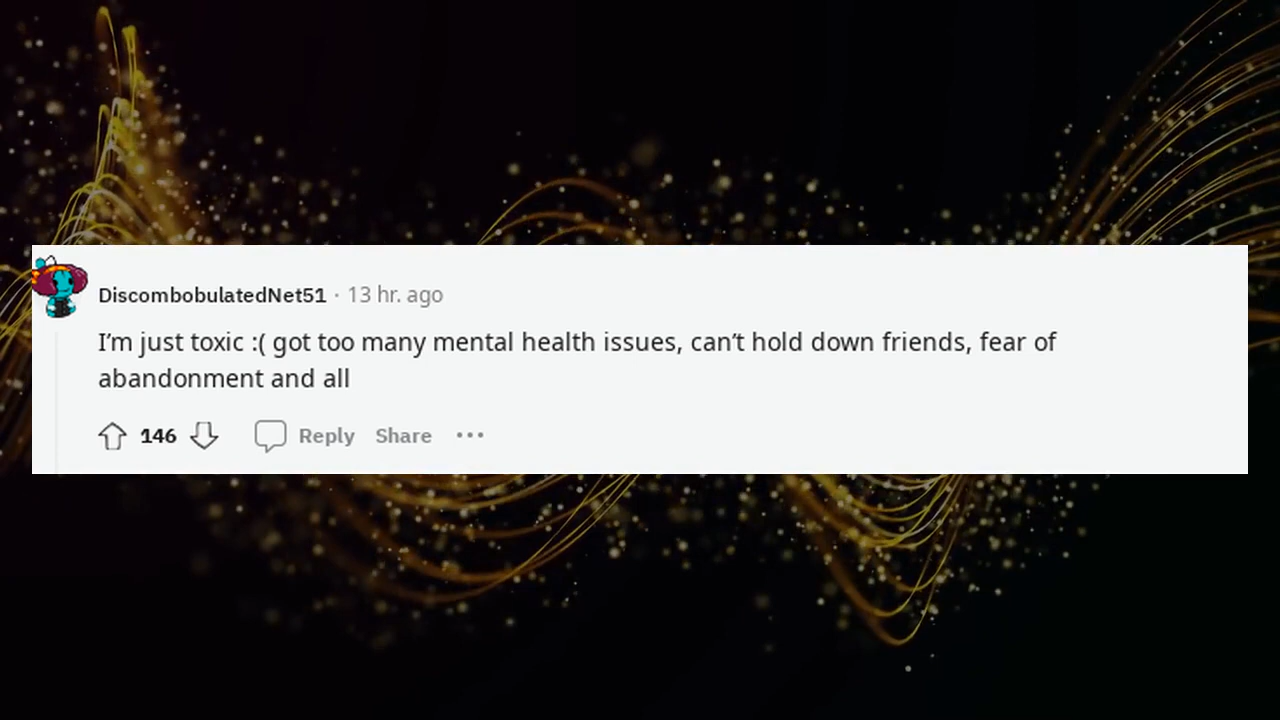 DiscombobulatedNet51 · 13 hr. ago
I’m just toxic :( got too many mental health issues, can’t hold down friends, fear of
abandonment and all
146 Reply Share ···